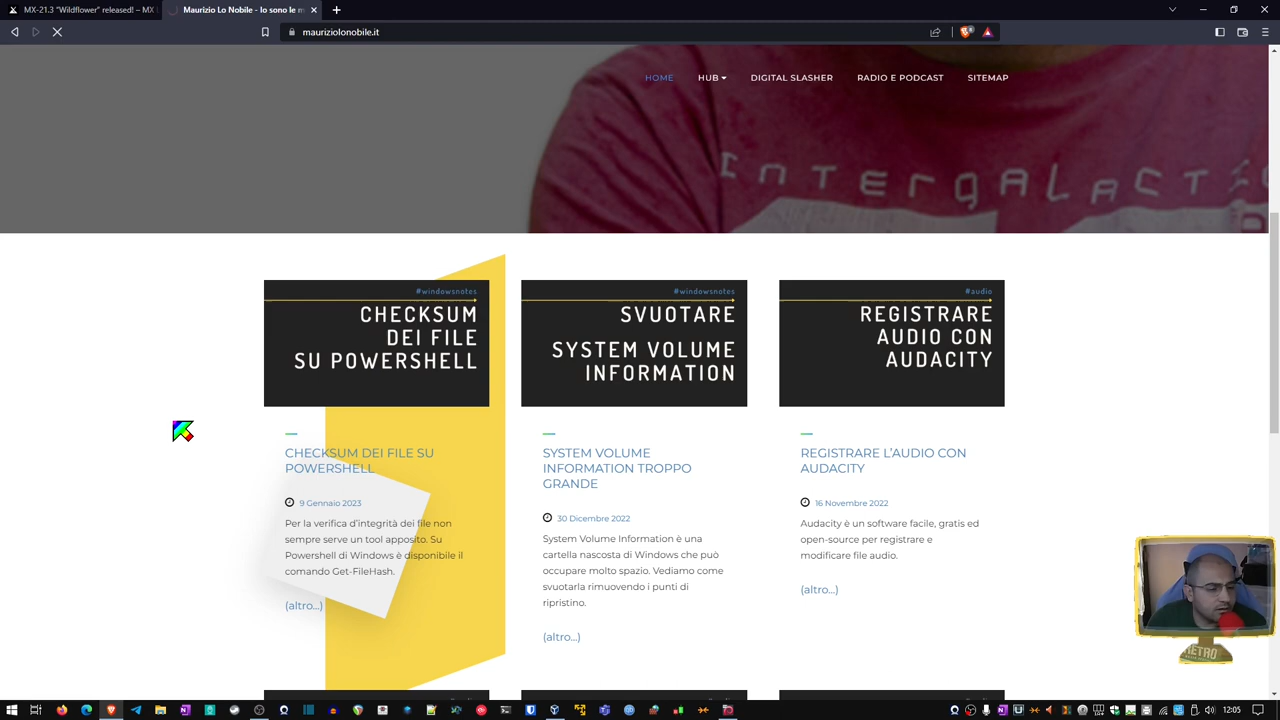 MX-21.3 "Wildflower" released! – MX L
Maurizio Lo Nobile - Io sono le m
mauriziolonobile.it
HOME HUB DIGITAL SLASHER RADIO E PODCAST SITEMAP
INTERGALACTI
#windowsnotes
CHECKSUM
DEI FILE
SU POWERSHELL
CHECKSUM DEI FILE SU
POWERSHELL
9 Gennaio 2023
Per la verifica d'integrità dei file non
sempre serve un tool apposito. Su
Powershell di Windows è disponibile il
comando Get-FileHash.
(altro…)
#windowsnotes
SVUOTARE
SYSTEM VOLUME
INFORMATION
SYSTEM VOLUME
INFORMATION TROPPO
GRANDE
30 Dicembre 2022
System Volume Information è una
cartella nascosta di Windows che può
occupare molto spazio. Vediamo come
svuotarla rimuovendo i punti di
ripristino.
(altro…)
#audio
REGISTRARE
AUDIO CON
AUDACITY
REGISTRARE L'AUDIO CON
AUDACITY
16 Novembre 2022
Audacity è un software facile, gratis ed
open-source per registrare e
modificare file audio.
(altro…)
RETRO
12:05